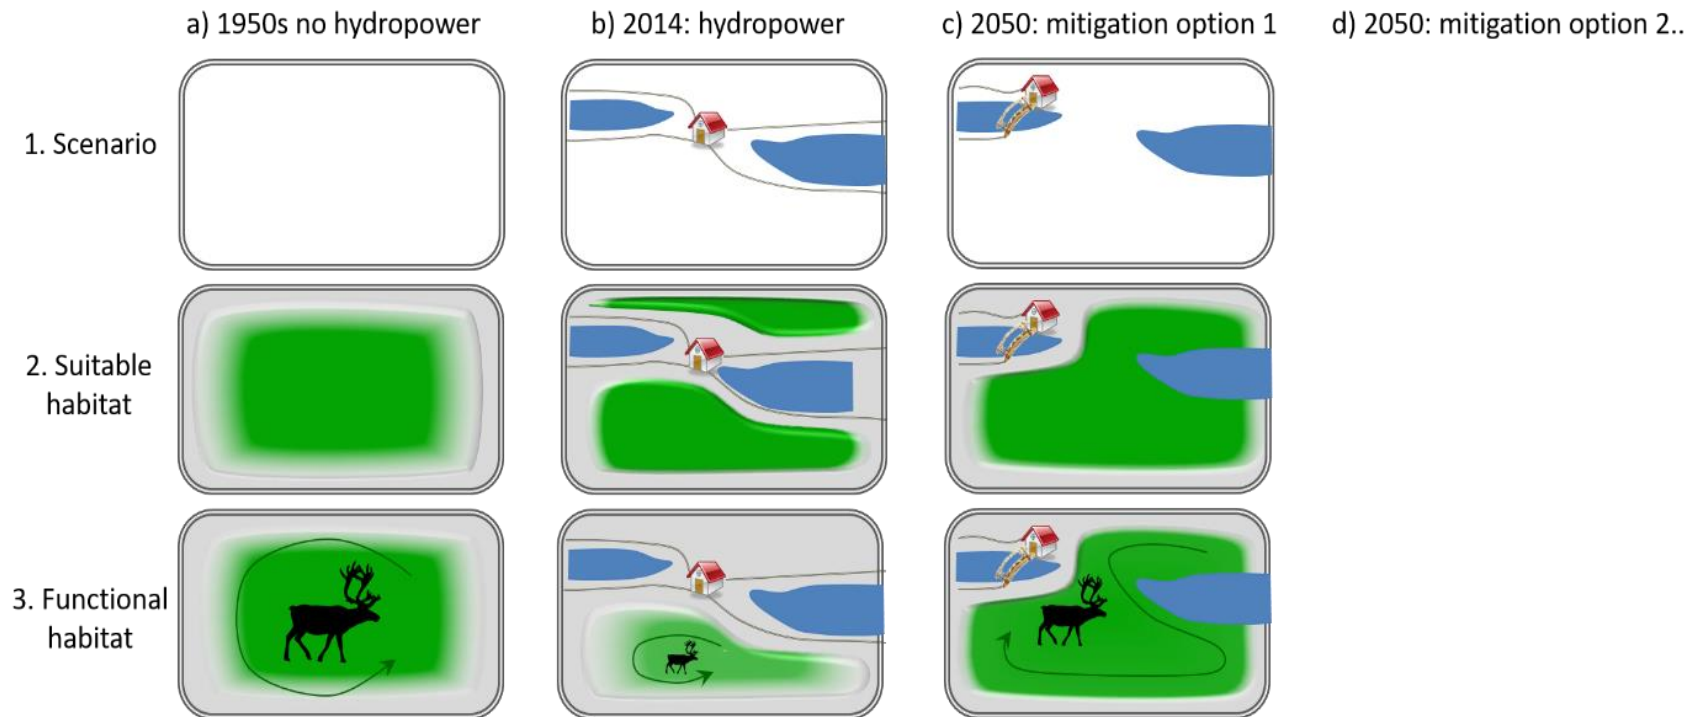 a) 1950s no hydropower
b) 2014: hydropower
c) 2050: mitigation option 1
d) 2050: mitigation option 2..
1. Scenario
2. Suitable
habitat
3. Functional
habitat